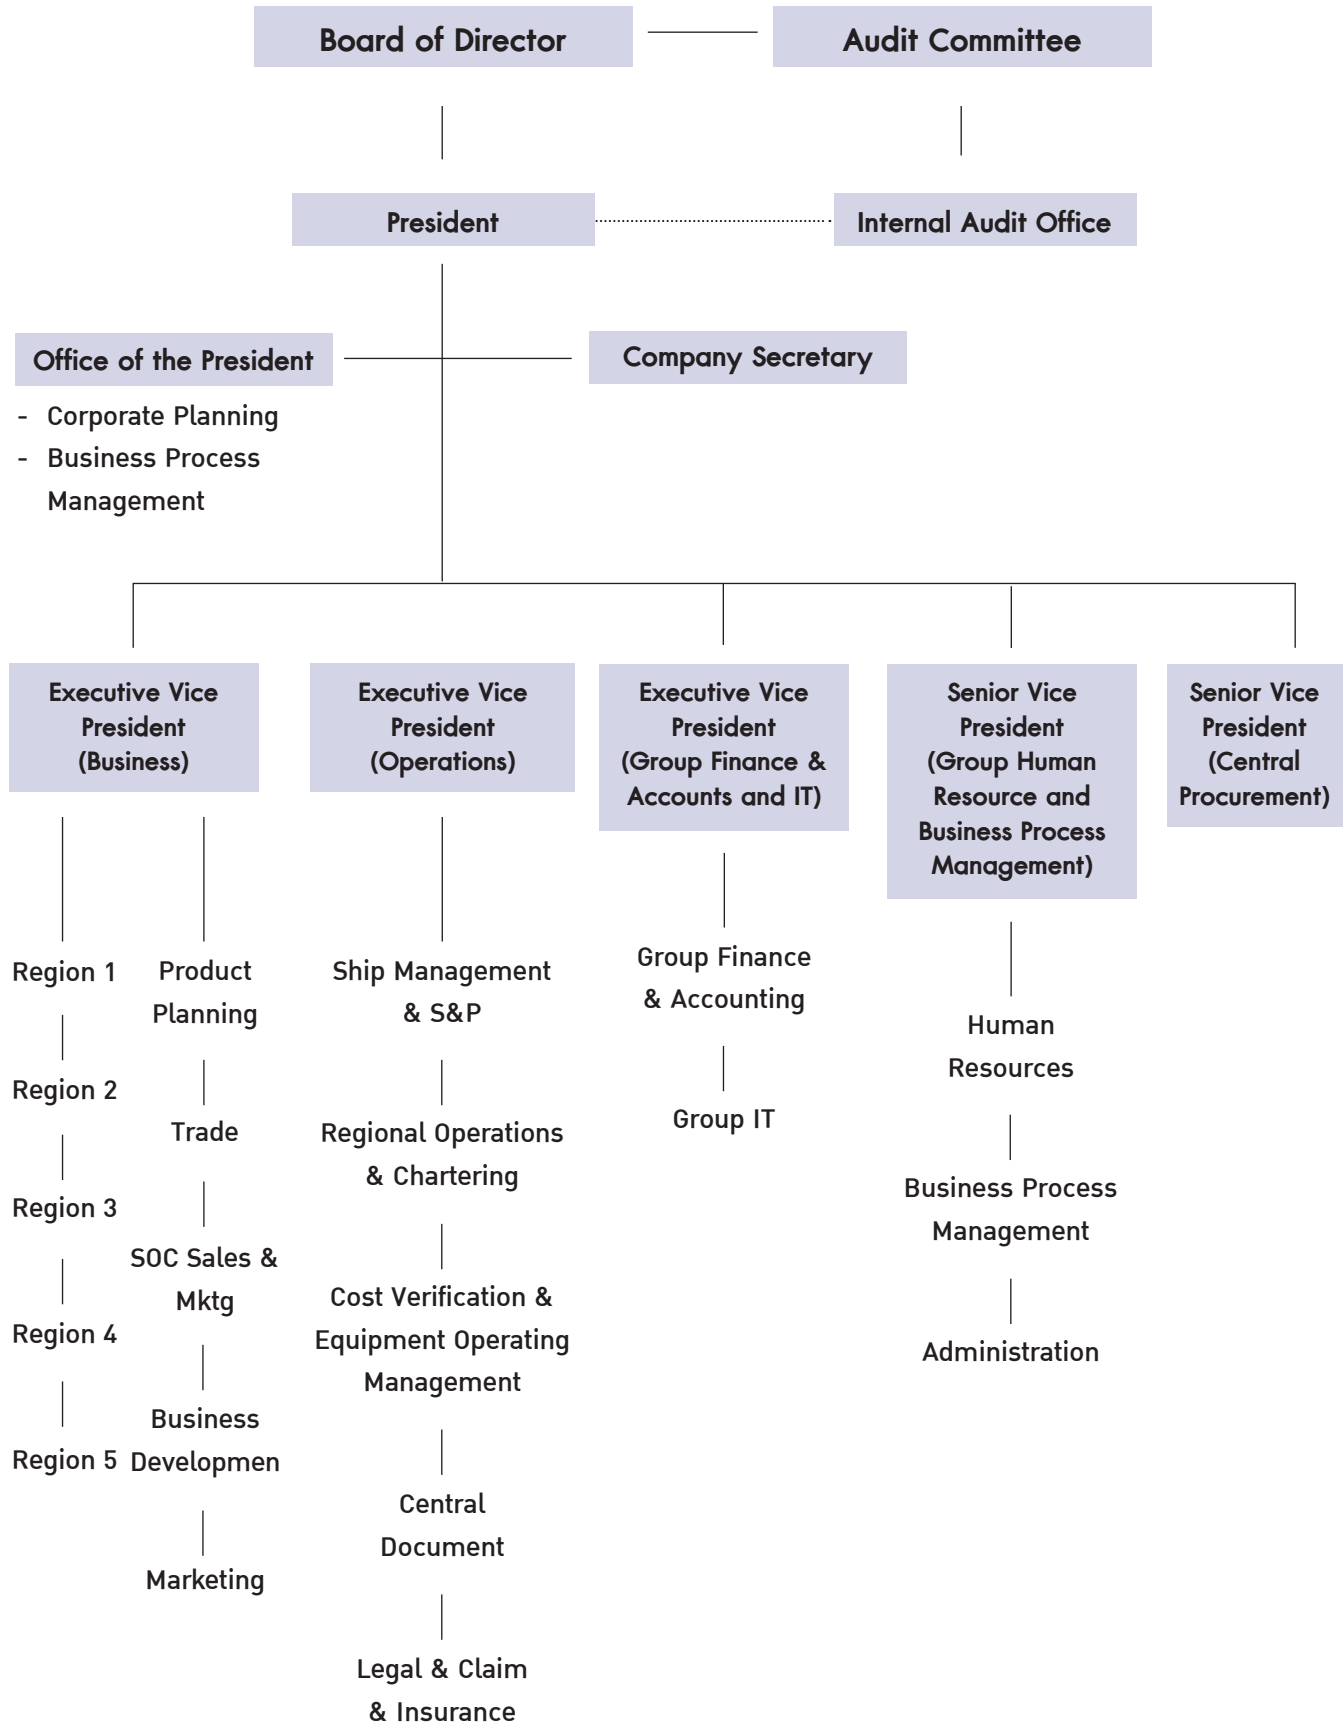 Board of Director
Audit Committee
President
Internal Audit Office
Office of the President
Company Secretary
- Corporate Planning
- Business Process
Management
Executive Vice
President
(Business)
Executive Vice
President
(Operations)
Executive Vice
President
(Group Finance &
Accounts and IT)
Senior Vice
President
(Group Human
Resource and
Business Process
Management)
Senior Vice
President
(Central
Procurement)
Region 1
Region 2
Region 3
Region 4
Region 5
Product
Planning
Trade
SOC Sales &
Mktg
Business
Developmen
Marketing
Ship Management
& S&P
Regional Operations
& Chartering
Cost Verification &
Equipment Operating
Management
Central
Document
Legal & Claim
& Insurance
Group Finance
& Accounting
Group IT
Human
Resources
Business Process
Management
Administration